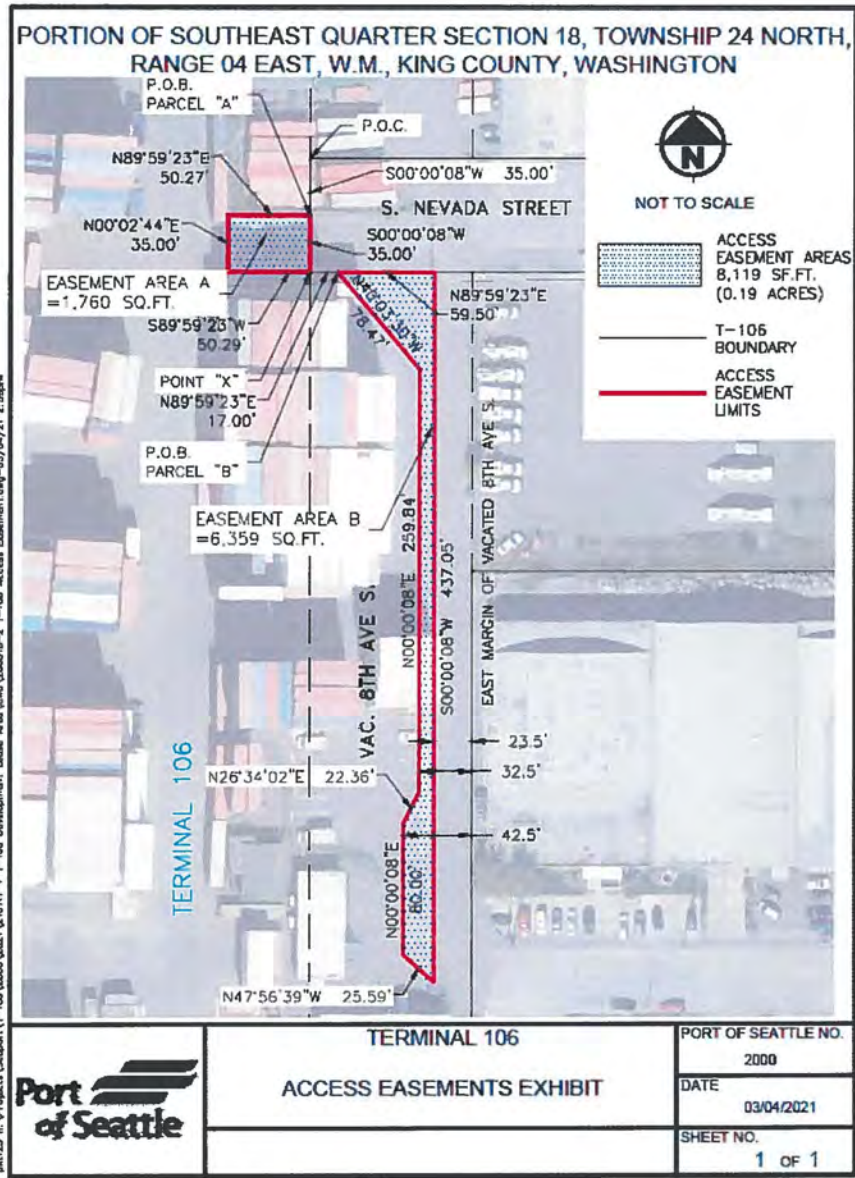 PORTION OF SOUTHEAST QUARTER SECTION 18, TOWNSHIP 24 NORTH,
RANGE 04 EAST, W.M., KING COUNTY, WASHINGTON
P.O.B.
PARCEL "A"
P.O.C.
N89°59'23"E
50.27'
S00°00'08"W 35.00'
N
NOT TO SCALE
S. NEVADA STREET
N00°02'44"E
35.00'
S00°00'08"W
35.00'
ACCESS
EASEMENT AREAS
8,119 SF.FT.
(0.19 ACRES)
EASEMENT AREA A
=1,760 SQ.FT.
N89°59'23"E
59.50'
S89°59'23"W
50.29'
78.47'
T-106
BOUNDARY
POINT "X"
N89°59'23"E
17.00'
ACCESS
EASEMENT
LIMITS
P.O.B.
PARCEL "B"
EASEMENT AREA B
=6,359 SQ.FT.
N00°00'08"E 259.84
S00°00'08"W 437.05'
EAST MARGIN OF VACATED 8TH AVE S.
VAC. 8TH AVE S.
TERMINAL 106
23.5'
N26°34'02"E 22.36'
32.5'
42.5'
N00°00'08"E
80.00'
N47°56'39"W 25.59'
Port
of Seattle
TERMINAL 106
ACCESS EASEMENTS EXHIBIT
PORT OF SEATTLE NO.
2000
DATE
03/04/2021
SHEET NO.
1 OF 1